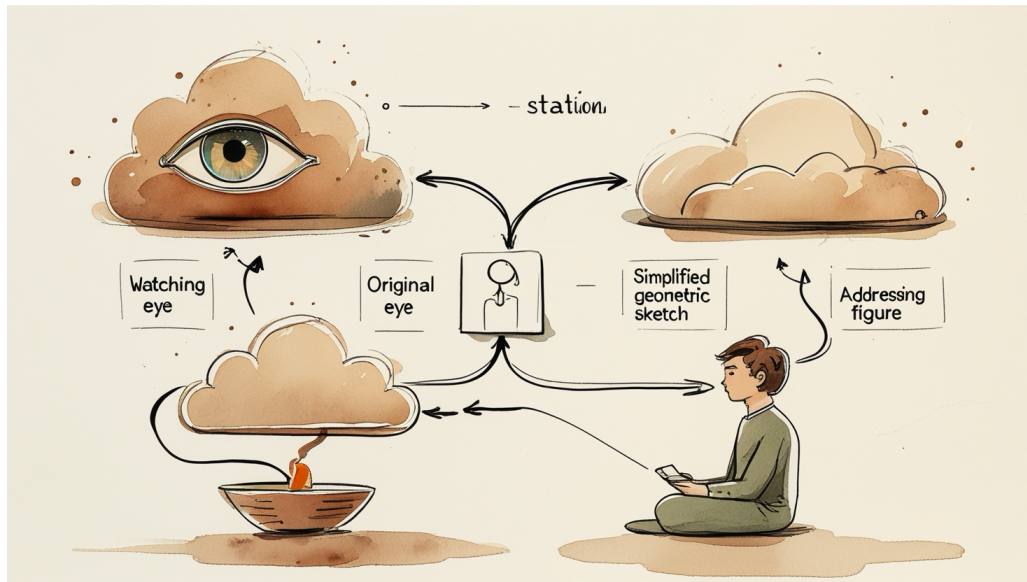 station
Watching
eye
Original
eye
Simplified
geometric
sketch
Addressing
figure